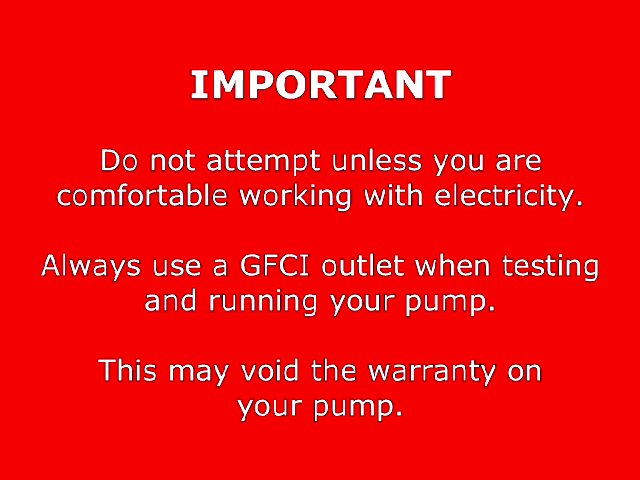 IMPORTANT
Do not attempt unless you are
comfortable working with electricity.
Always use a GFCI outlet when testing
and running your pump.
This may void the warranty on
your pump.